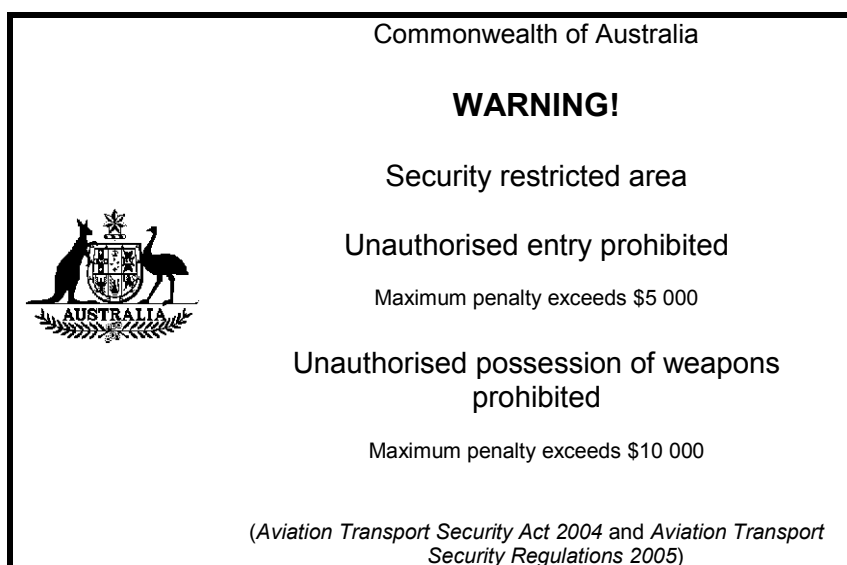 Commonwealth of Australia
WARNING!
Security restricted area
Unauthorised entry prohibited
Maximum penalty exceeds $5 000
AUSTRALIA
Unauthorised possession of weapons
prohibited
Maximum penalty exceeds $10 000
(Aviation Transport Security Act 2004 and Aviation Transport
Security Regulations 2005)